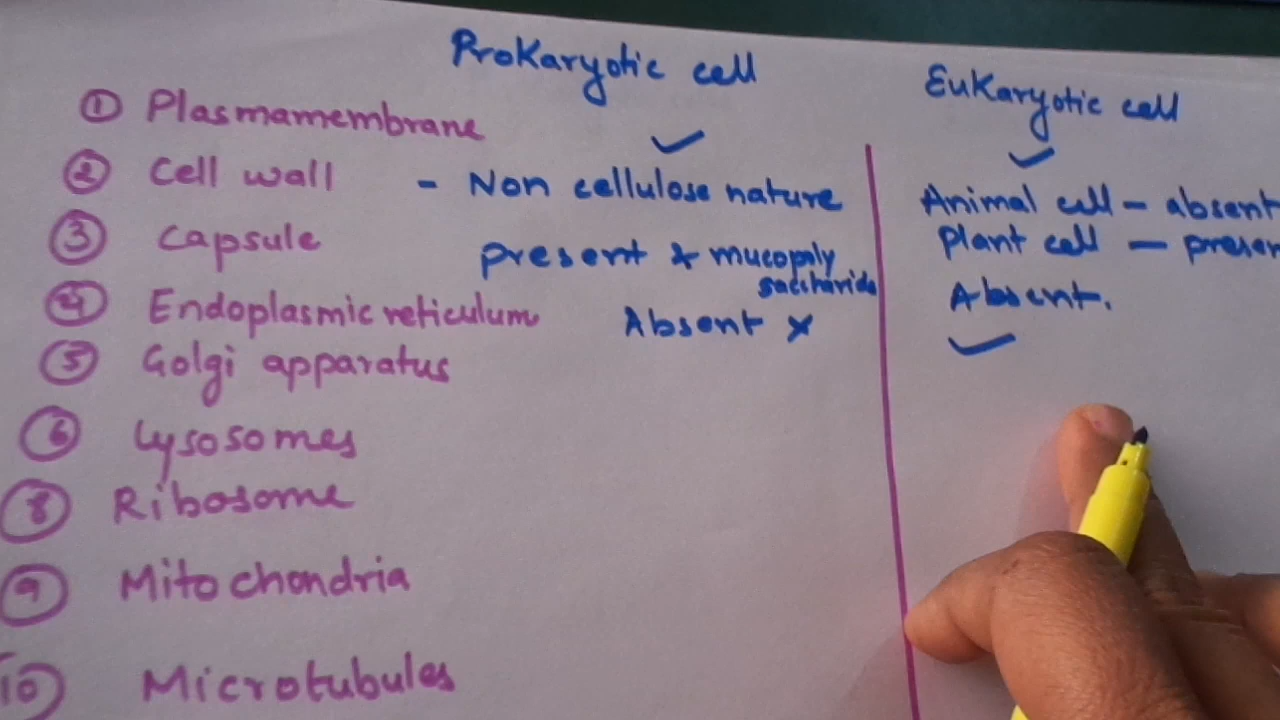 Prokaryotic cell
Eukaryotic cell
① Plasmamembrane ✓ ✓
② Cell wall - Non cellulose nature Animal cell - absent
Plant cell - presen
③ Capsule present & mucopoly
saccharide Absent.
④ Endoplasmic reticulum Absent × ✓
⑤ Golgi apparatus
⑥ Lysosomes
⑧ Ribosome
⑨ Mitochondria
⑩ Microtubules